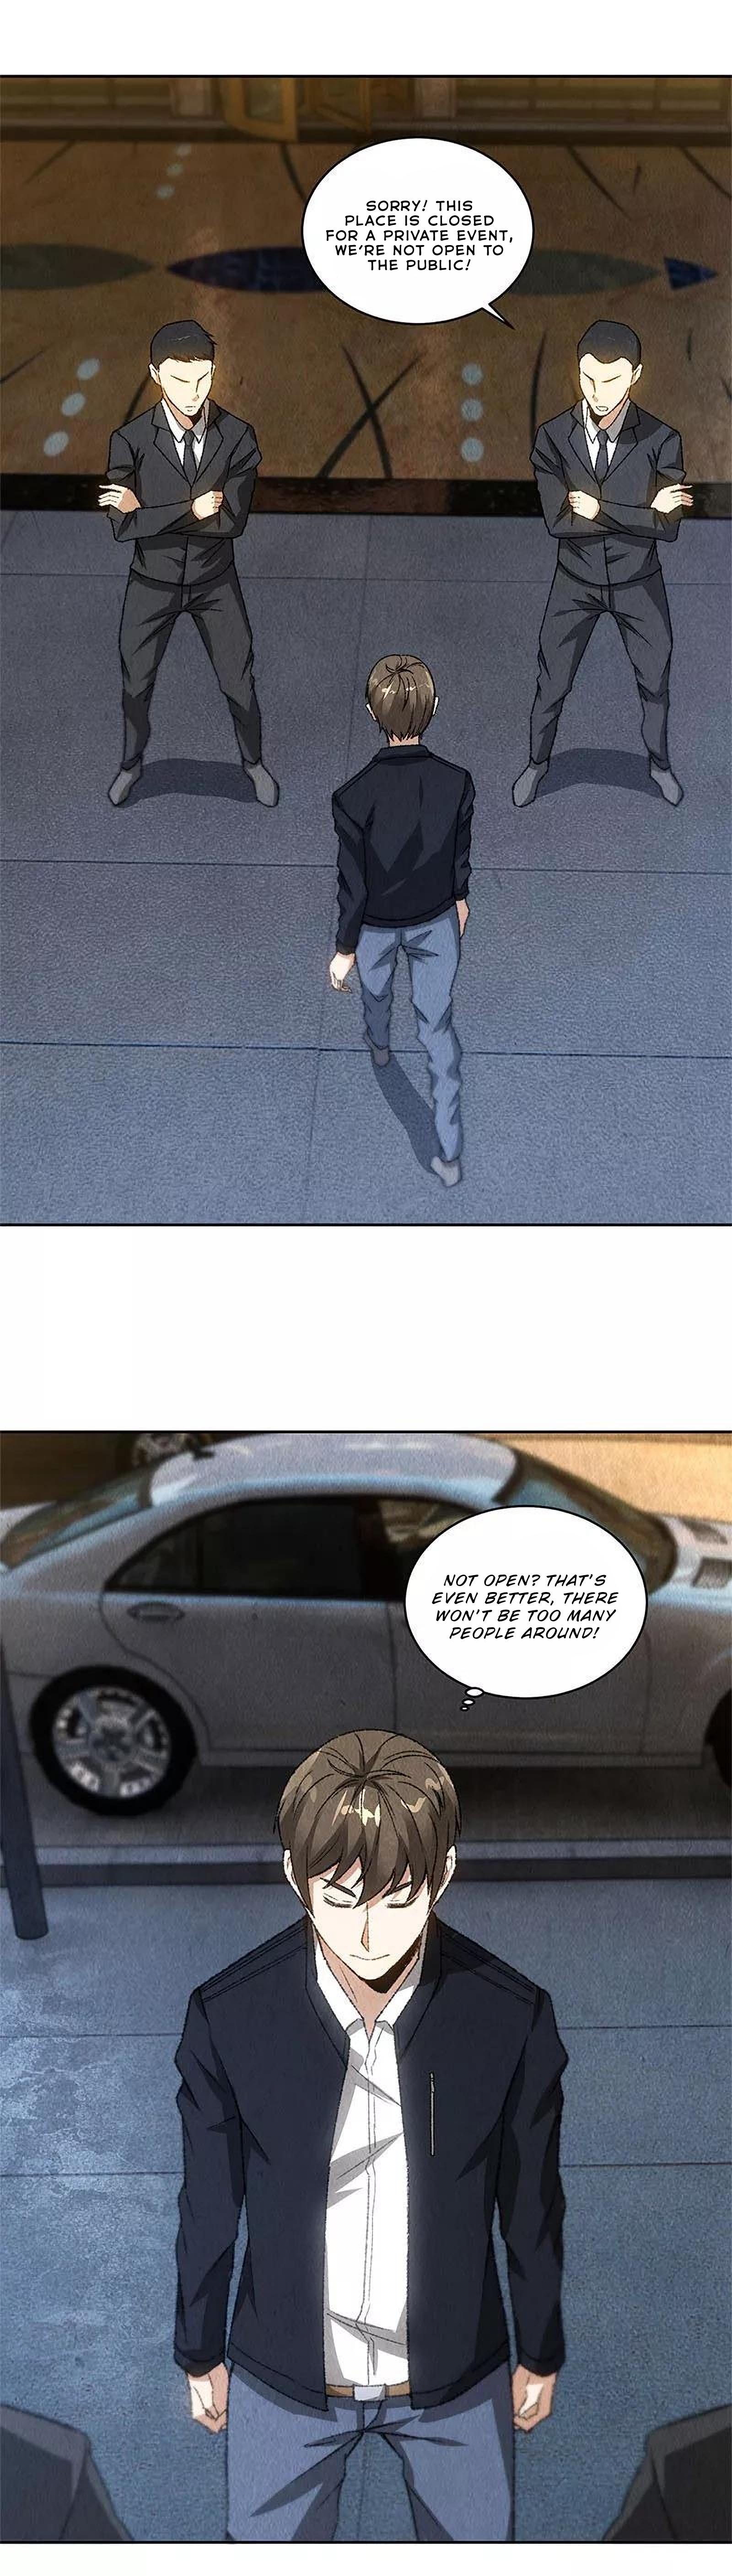 SORRY! THIS
PLACE IS CLOSED
FOR A PRIVATE EVENT,
WE'RE NOT OPEN TO
THE PUBLIC!
NOT OPEN? THAT'S
EVEN BETTER, THERE
WON'T BE TOO MANY
PEOPLE AROUND!